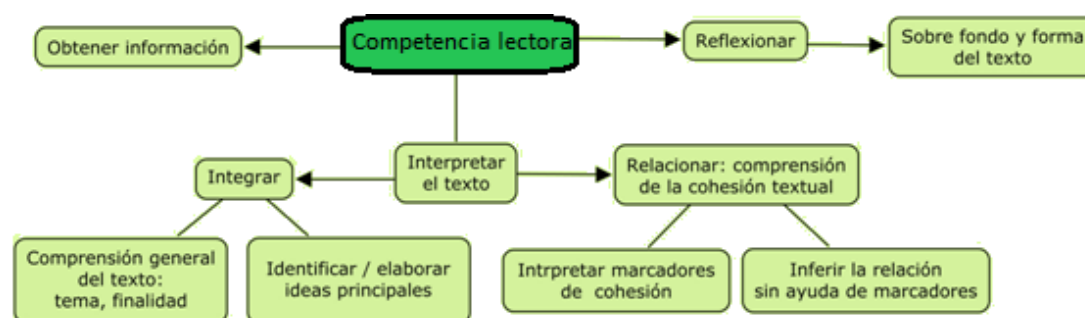 Competencia lectora
Obtener información
Reflexionar
Sobre fondo y forma
del texto
Interpretar
el texto
Integrar
Relacionar: comprensión
de la cohesión textual
Comprensión general
del texto:
tema, finalidad
Identificar / elaborar
ideas principales
Intrpretar marcadores
de cohesión
Inferir la relación
sin ayuda de marcadores